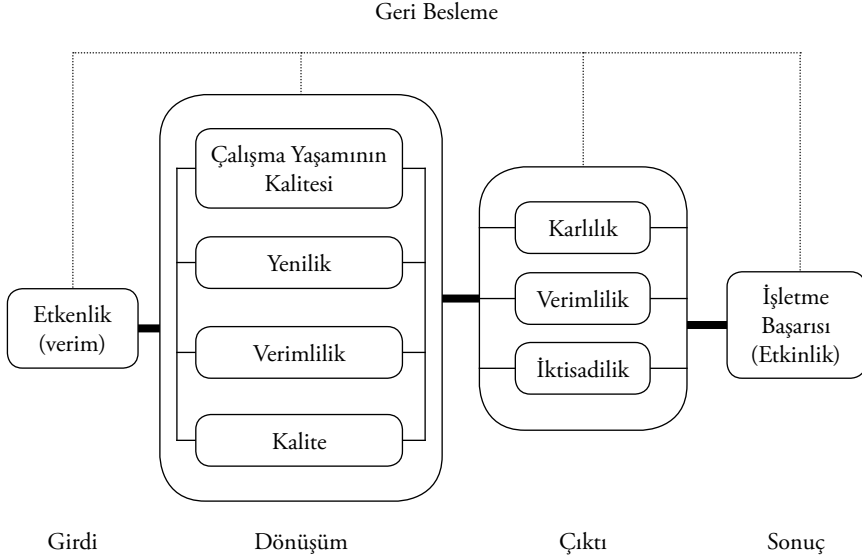 Geri Besleme
Etkenlik
(verim)
Çalışma Yaşamının
Kalitesi
Yenilik
Verimlilik
Kalite
Karlılık
Verimlilik
İktisadilik
İşletme
Başarısı
(Etkinlik)
Girdi
Dönüşüm
Çıktı
Sonuç